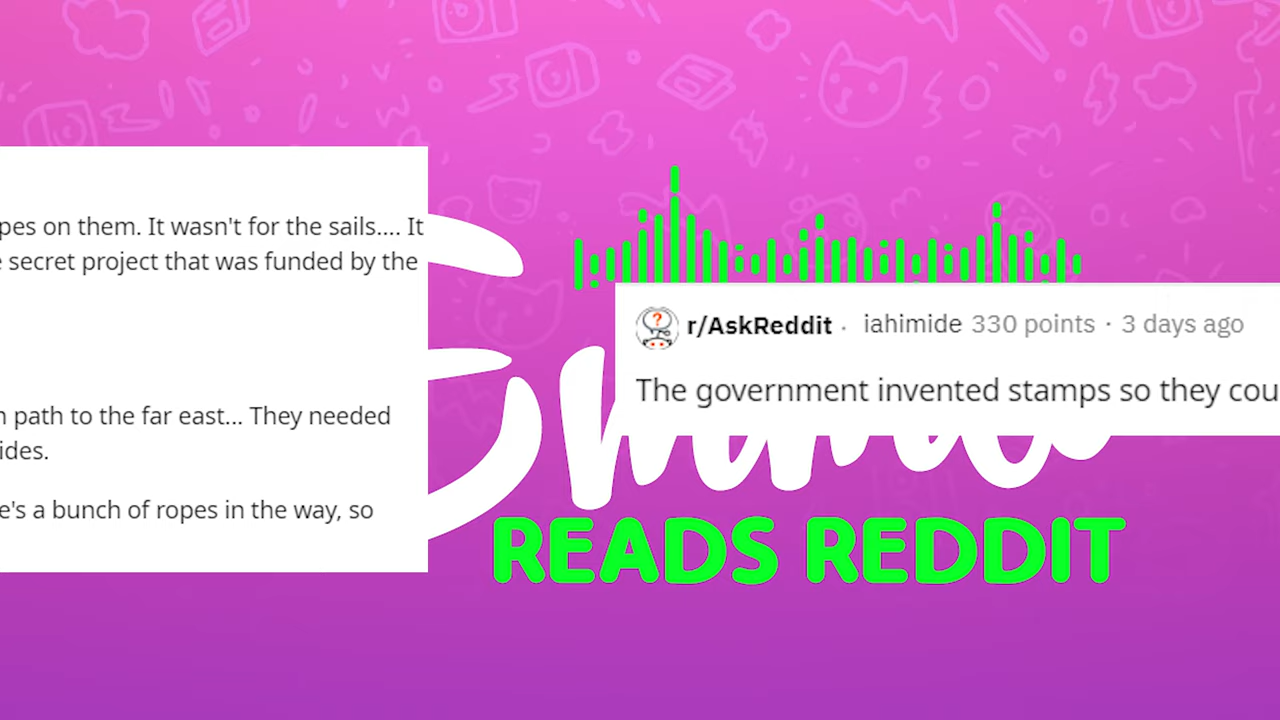 pes on them. It wasn't for the sails.... It
e secret project that was funded by the
path to the far east... They needed
ides.
e's a bunch of ropes in the way, so
r/AskReddit · iahimide 330 points · 3 days ago
The government invented stamps so they cou
READS REDDIT